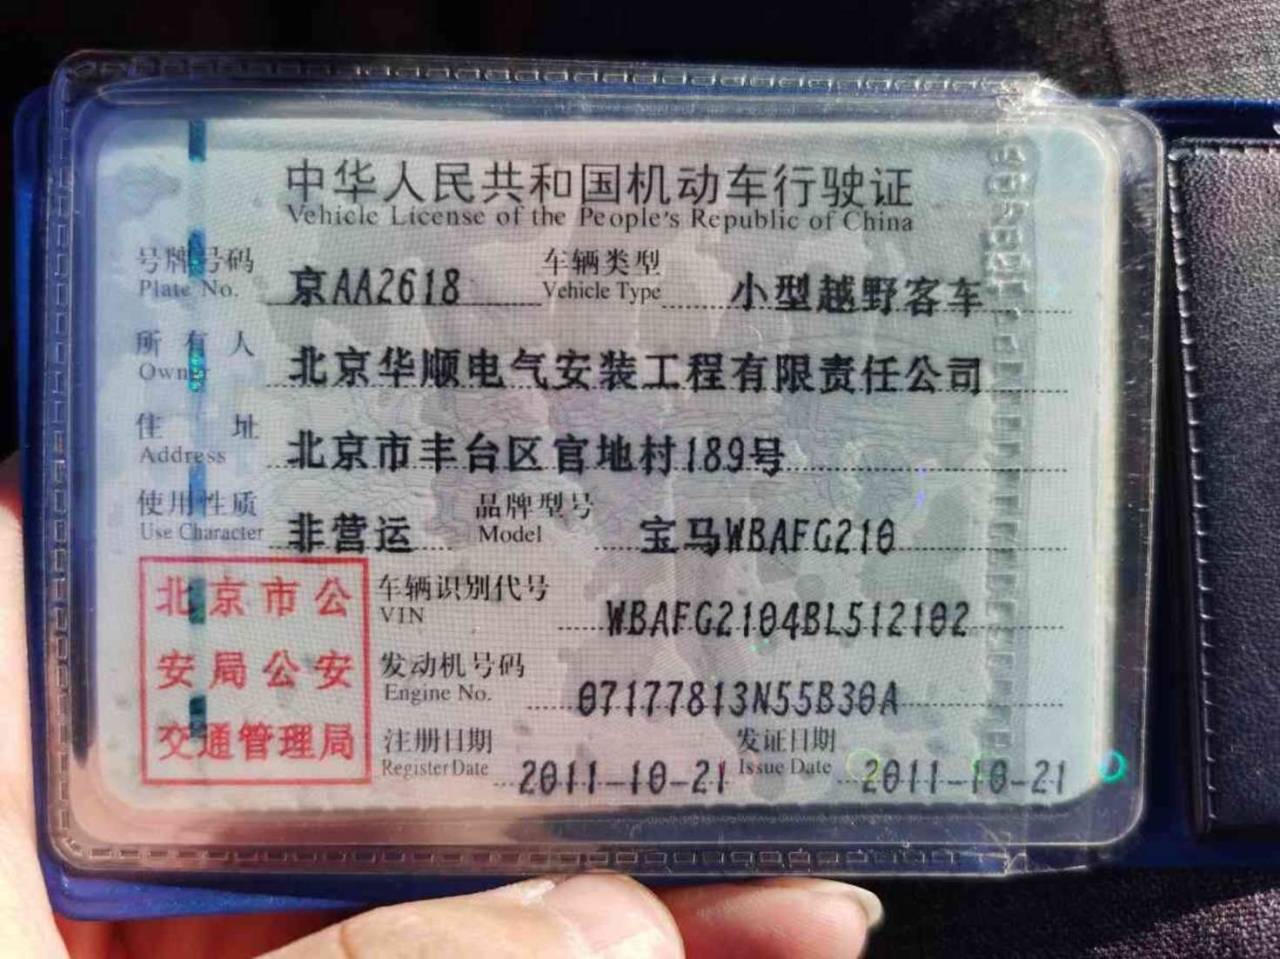 中华人民共和国机动车行驶证
Vehicle License of the People's Republic of China
号牌号码 京AA2618 车辆类型 小型越野客车
Plate No. Vehicle Type
所有人 北京华顺电气安装工程有限责任公司
Owner
住址 北京市丰台区官地村189号
Address
使用性质 非营运 品牌型号 宝马WBAFG210
Use Character Model
车辆识别代号 WBAFG2104BL512102
VIN
发动机号码 07177813N55B30A
Engine No.
注册日期 2011-10-21 发证日期 2011-10-21
Register Date Issue Date
北京市公
安局公安
交通管理局